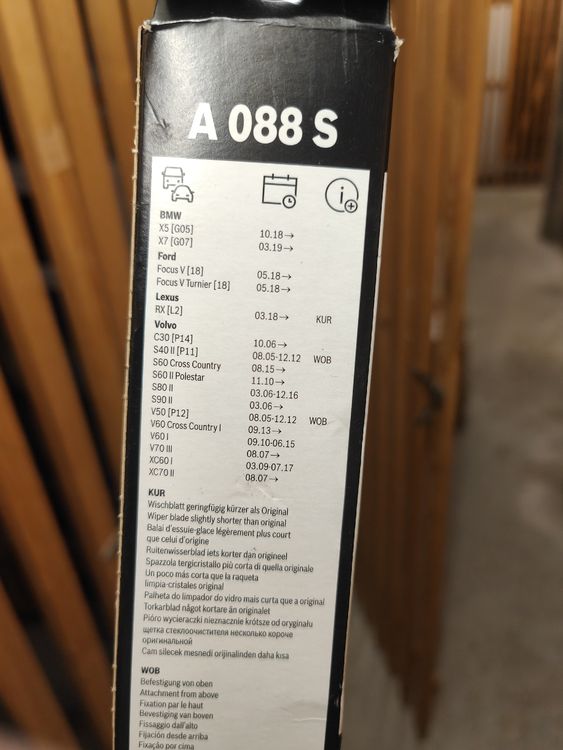 A 088 S
BMW
X5 [G05] 10.18→
X7 [G07] 03.19→
Ford
Focus V [18] 05.18→
Focus V Turnier [18] 05.18→
Lexus
RX [L2] 03.18→ KUR
Volvo
C30 [P14] 10.06→
S40 II [P11] 08.05-12.12 WOB
S60 Cross Country 08.15→
S60 II Polestar 11.10→
S80 II 03.06-12.16
S90 II 03.06→
V50 [P12] 08.05-12.12 WOB
V60 Cross Country I 09.13→
V60 I 09.10-06.15
V70 III 08.07→
XC60 I 03.09-07.17
XC70 II 08.07→
KUR
Wischblatt geringfügig kürzer als Original
Wiper blade slightly shorter than original
Balai d'essuie-glace légèrement plus court
que celui d'origine
Ruitenwisserblad iets korter dan origineel
Spazzola tergicristallo più corta di quella originale
Un poco más corta que la raqueta
limpia-cristales original
Palheta do limpador do vidro mais curta que a original
Torkarblad något kortare än originalet
Pióro wycieraczki nieznacznie krótsze od oryginału
щетка стеклоочистителя несколько короче
оригинальной
Cam silecek mesnedi orijinalinden daha kısa
WOB
Befestigung von oben
Attachment from above
Fixation par le haut
Bevestiging van boven
Fissaggio dall'alto
Fijación desde arriba
Fixação por cima